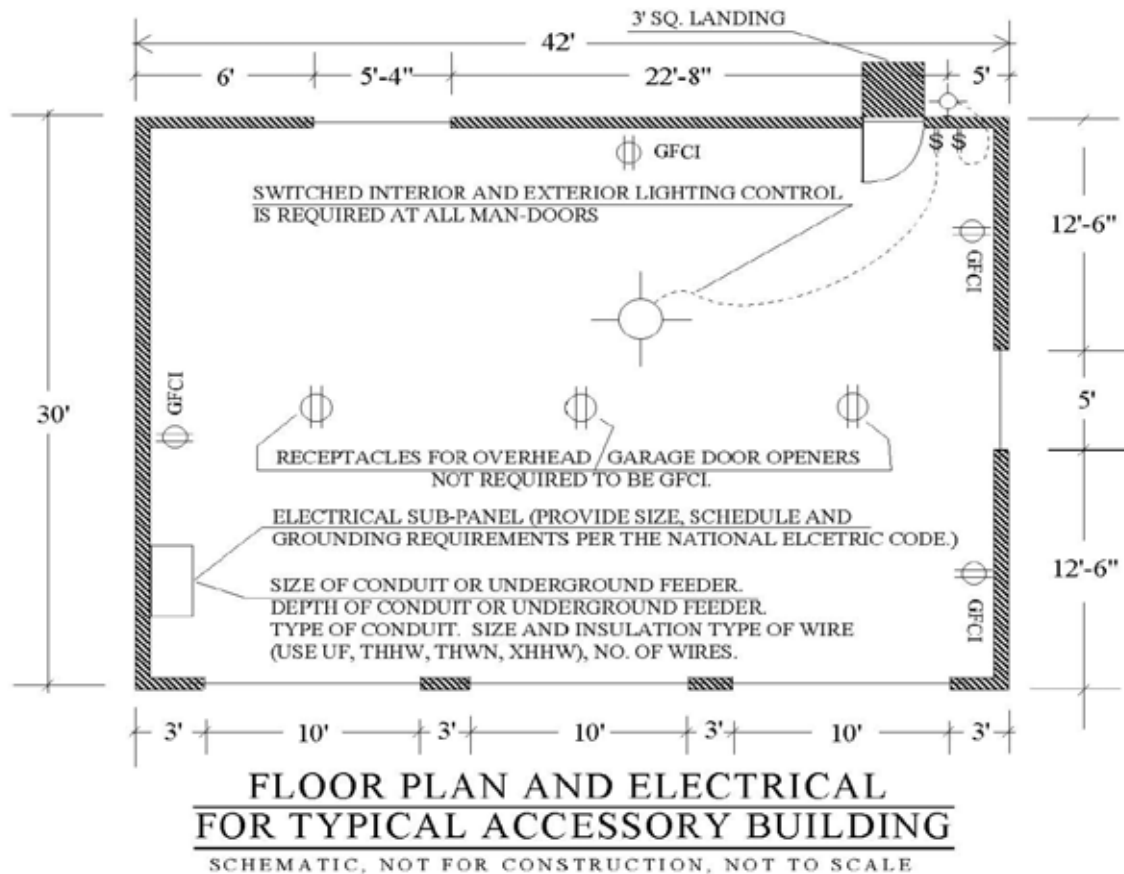 3' SQ. LANDING
42'
6' 5'-4" 22'-8" 5'
GFCI
$ $
SWITCHED INTERIOR AND EXTERIOR LIGHTING CONTROL
IS REQUIRED AT ALL MAN-DOORS
12'-6"
GFCI
30'
GFCI
5'
RECEPTACLES FOR OVERHEAD GARAGE DOOR OPENERS
NOT REQUIRED TO BE GFCI.
ELECTRICAL SUB-PANEL (PROVIDE SIZE, SCHEDULE AND
GROUNDING REQUIREMENTS PER THE NATIONAL ELCETRIC CODE.)
12'-6"
GFCI
SIZE OF CONDUIT OR UNDERGROUND FEEDER.
DEPTH OF CONDUIT OR UNDERGROUND FEEDER.
TYPE OF CONDUIT. SIZE AND INSULATION TYPE OF WIRE
(USE UF, THHW, THWN, XHHW), NO. OF WIRES.
3' 10' 3' 10' 3' 10' 3'
FLOOR PLAN AND ELECTRICAL
FOR TYPICAL ACCESSORY BUILDING
SCHEMATIC, NOT FOR CONSTRUCTION, NOT TO SCALE